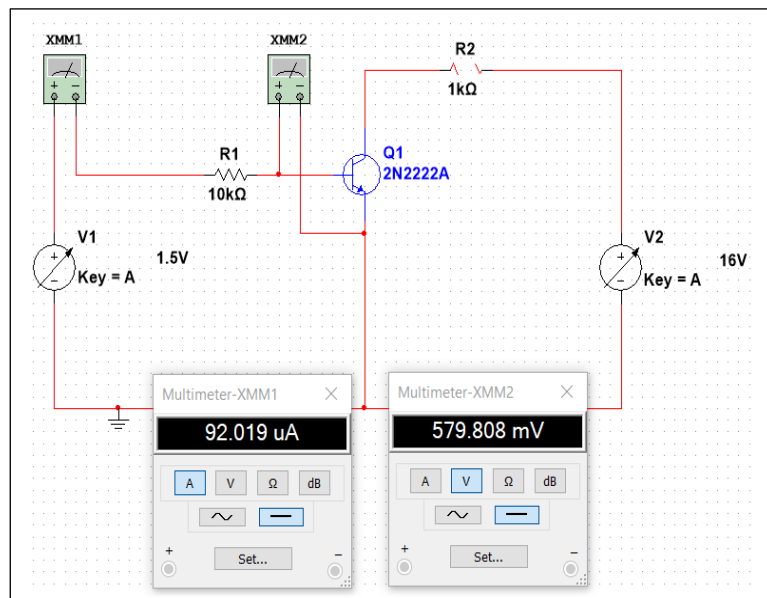 XMM1
XMM2
R2
1kΩ
R1
10kΩ
Q1
2N2222A
V1
1.5V
Key = A
V2
16V
Key = A
Multimeter-XMM1
92.019 uA
A V Ω dB
Set...
+ −
Multimeter-XMM2
579.808 mV
A V Ω dB
Set...
+ −